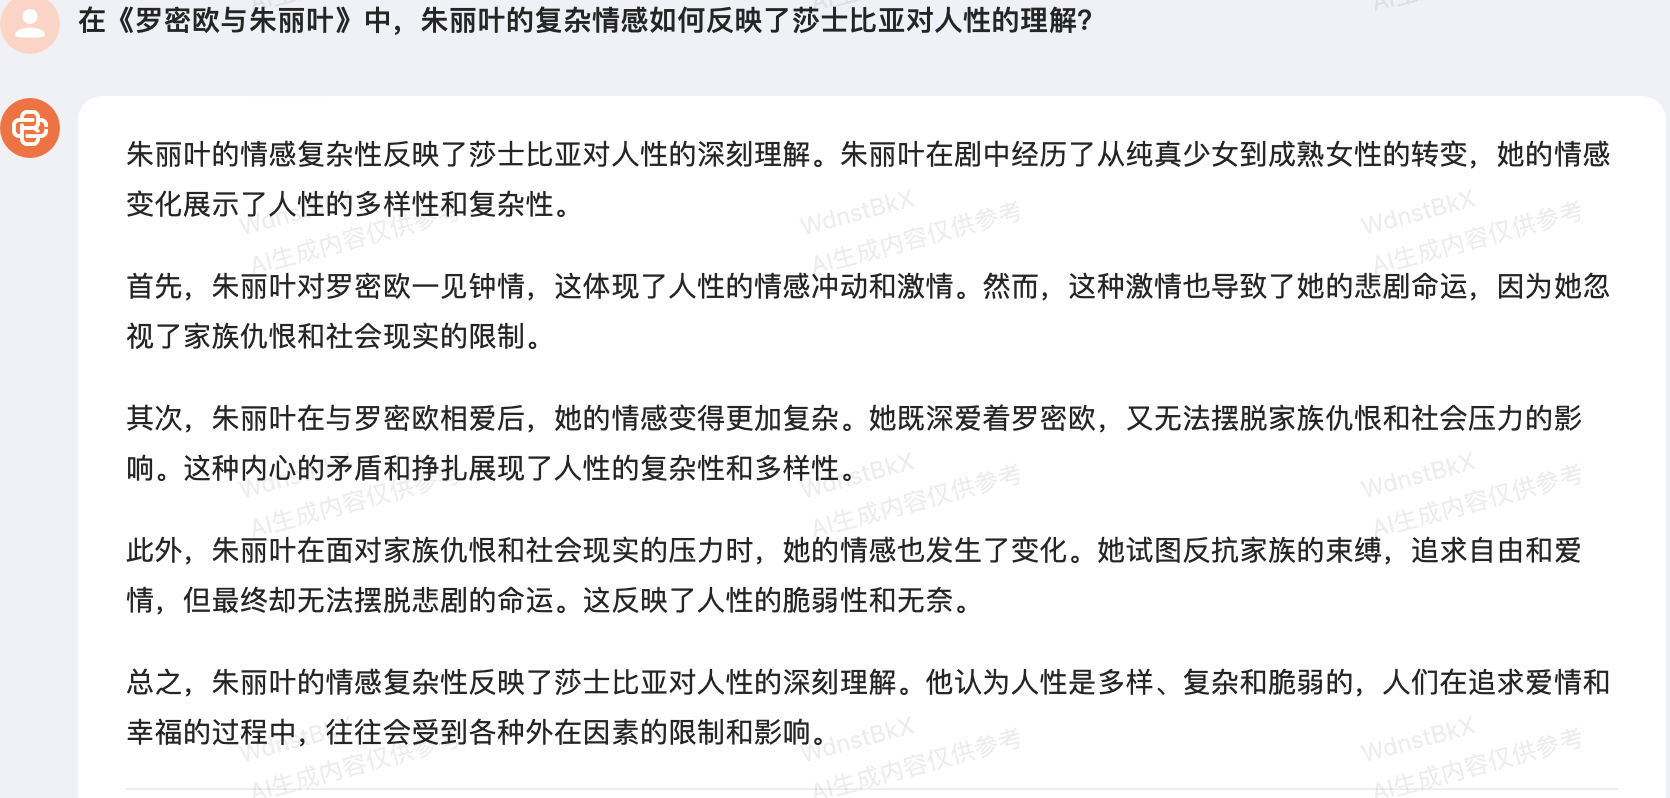 在《罗密欧与朱丽叶》中，朱丽叶的复杂情感如何反映了莎士比亚对人性的理解？
朱丽叶的情感复杂性反映了莎士比亚对人性的深刻理解。朱丽叶在剧中经历了从纯真少女到成熟女性的转变，她的情感
变化展示了人性的多样性和复杂性。
WdnstBkX
WdnstBkX
WdnstBkX
AI生成内容仅供参考
AI生成内容仅供参考
AI生成内容仅供参考
首先，朱丽叶对罗密欧一见钟情，这体现了人性的情感冲动和激情。然而，这种激情也导致了她的悲剧命运，因为她忽
视了家族仇恨和社会现实的限制。
其次，朱丽叶在与罗密欧相爱后，她的情感变得更加复杂。她既深爱着罗密欧，又无法摆脱家族仇恨和社会压力的影
响。这种内心的矛盾和挣扎展现了人性的复杂性和多样性。
WdnstBkX
WdnstBkX
WdnstBkX
AI生成内容仅供参考
AI生成内容仅供参考
AI生成内容仅供参考
此外，朱丽叶在面对家族仇恨和社会现实的压力时，她的情感也发生了变化。她试图反抗家族的束缚，追求自由和爱
情，但最终却无法摆脱悲剧的命运。这反映了人性的脆弱性和无奈。
总之，朱丽叶的情感复杂性反映了莎士比亚对人性的深刻理解。他认为人性是多样、复杂和脆弱的，人们在追求爱情和
幸福的过程中，往往会受到各种外在因素的限制和影响。
WdnstBkX
WdnstBkX
WdnstBkX
AI生成内容仅供参考
AI生成内容仅供参考
AI生成内容仅供参考